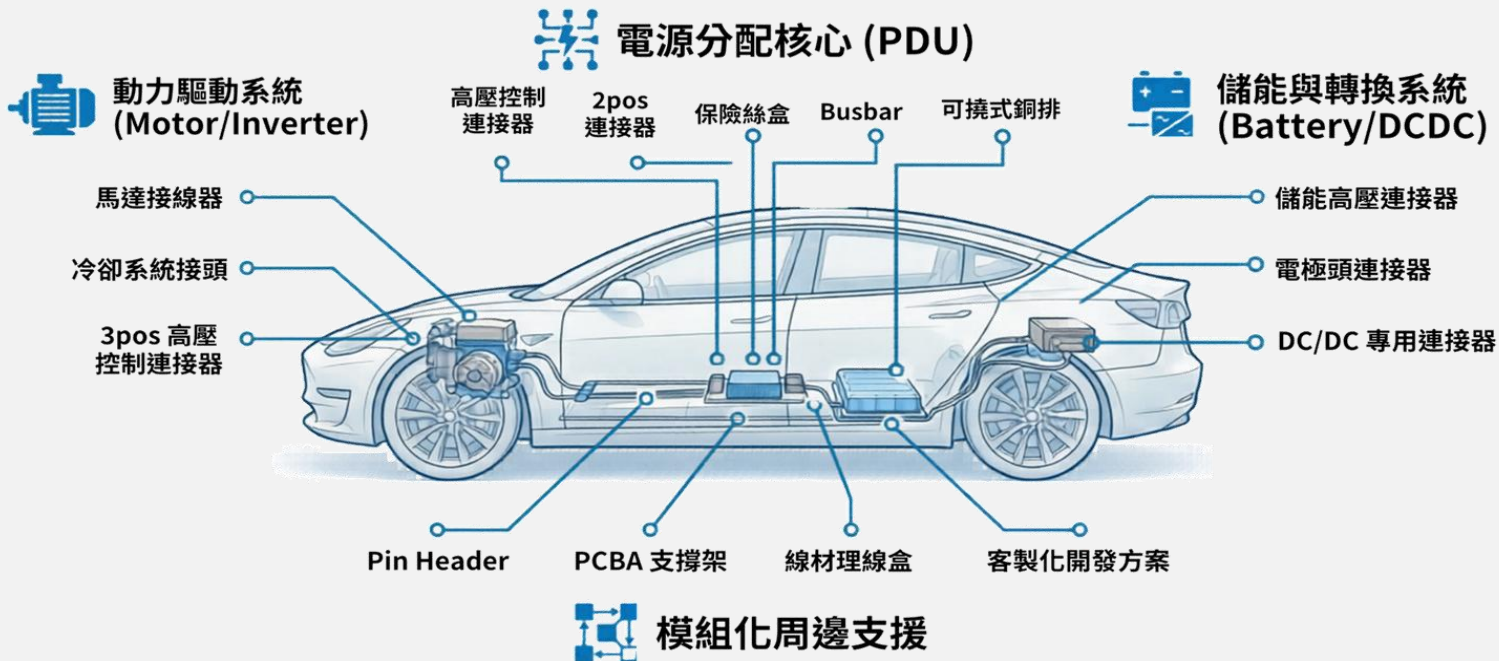 電源分配核心 (PDU)
動力驅動系統
(Motor/Inverter)
高壓控制
連接器
2pos
連接器
保險絲盒
Busbar
可撓式銅排
儲能與轉換系統
(Battery/DCDC)
馬達接線器
冷卻系統接頭
3pos 高壓
控制連接器
儲能高壓連接器
電極頭連接器
DC/DC 專用連接器
Pin Header
PCBA 支撐架
線材理線盒
客製化開發方案
模組化周邊支援